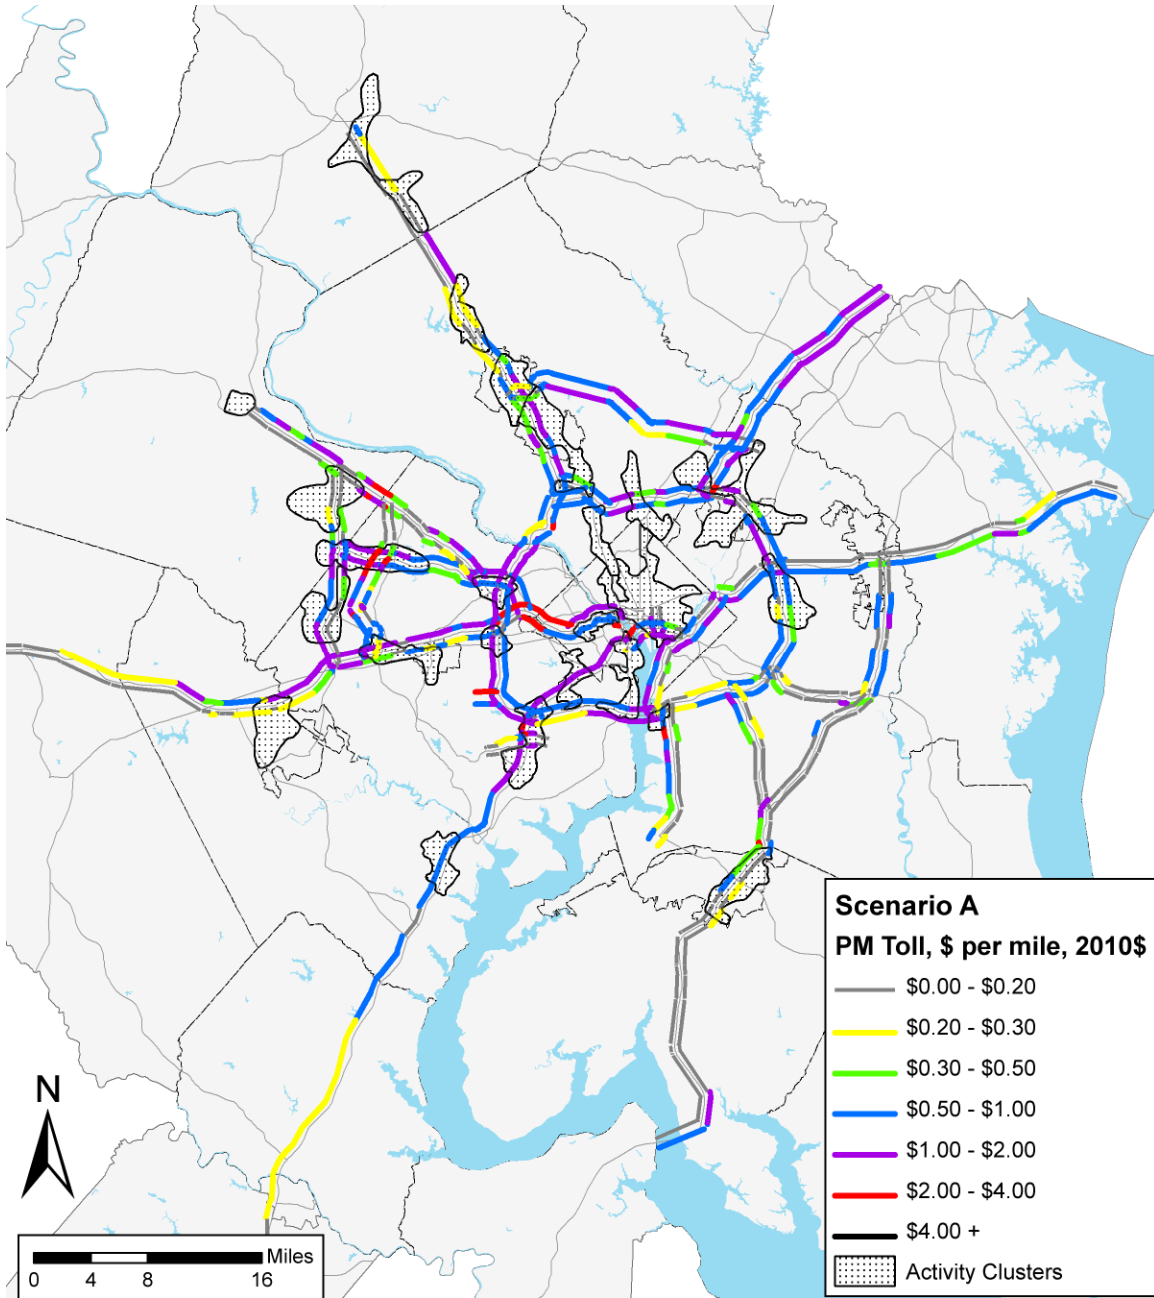 N
Miles
0 4 8 16
Scenario A
PM Toll, $ per mile, 2010$
$0.00 - $0.20
$0.20 - $0.30
$0.30 - $0.50
$0.50 - $1.00
$1.00 - $2.00
$2.00 - $4.00
$4.00 +
Activity Clusters